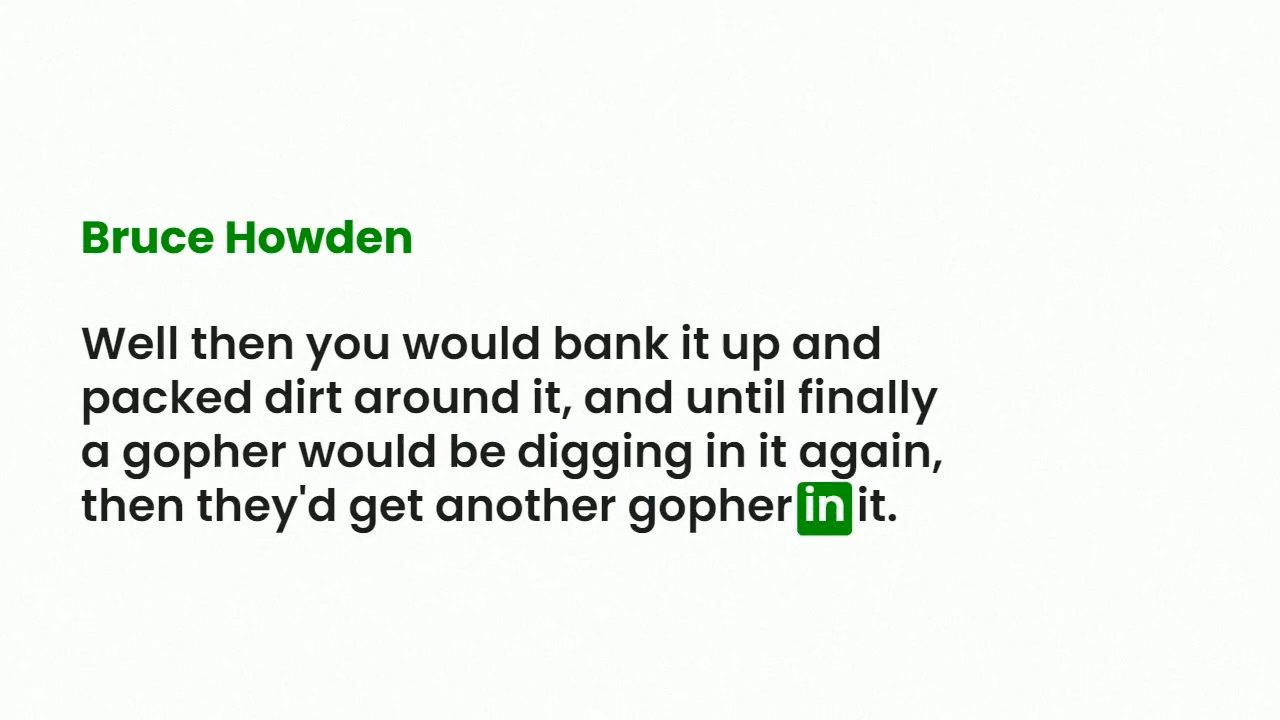 Bruce Howden
Well then you would bank it up and
packed dirt around it, and until finally
a gopher would be digging in it again,
then they'd get another gopher in it.